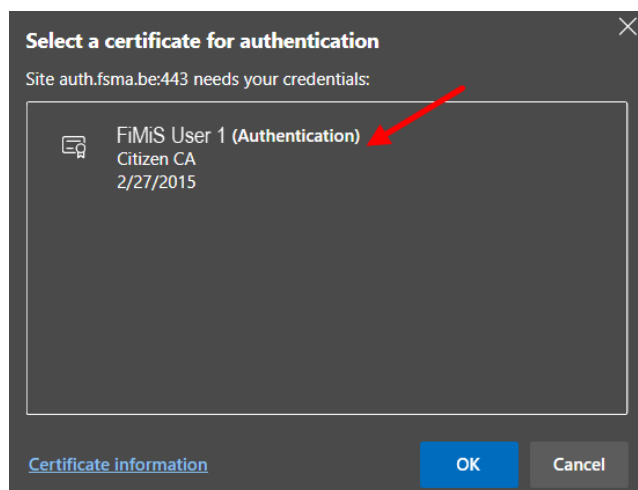 Select a certificate for authentication
Site auth.fsma.be:443 needs your credentials:
FiMiS User 1 (Authentication)
Citizen CA
2/27/2015
Certificate information
OK
Cancel